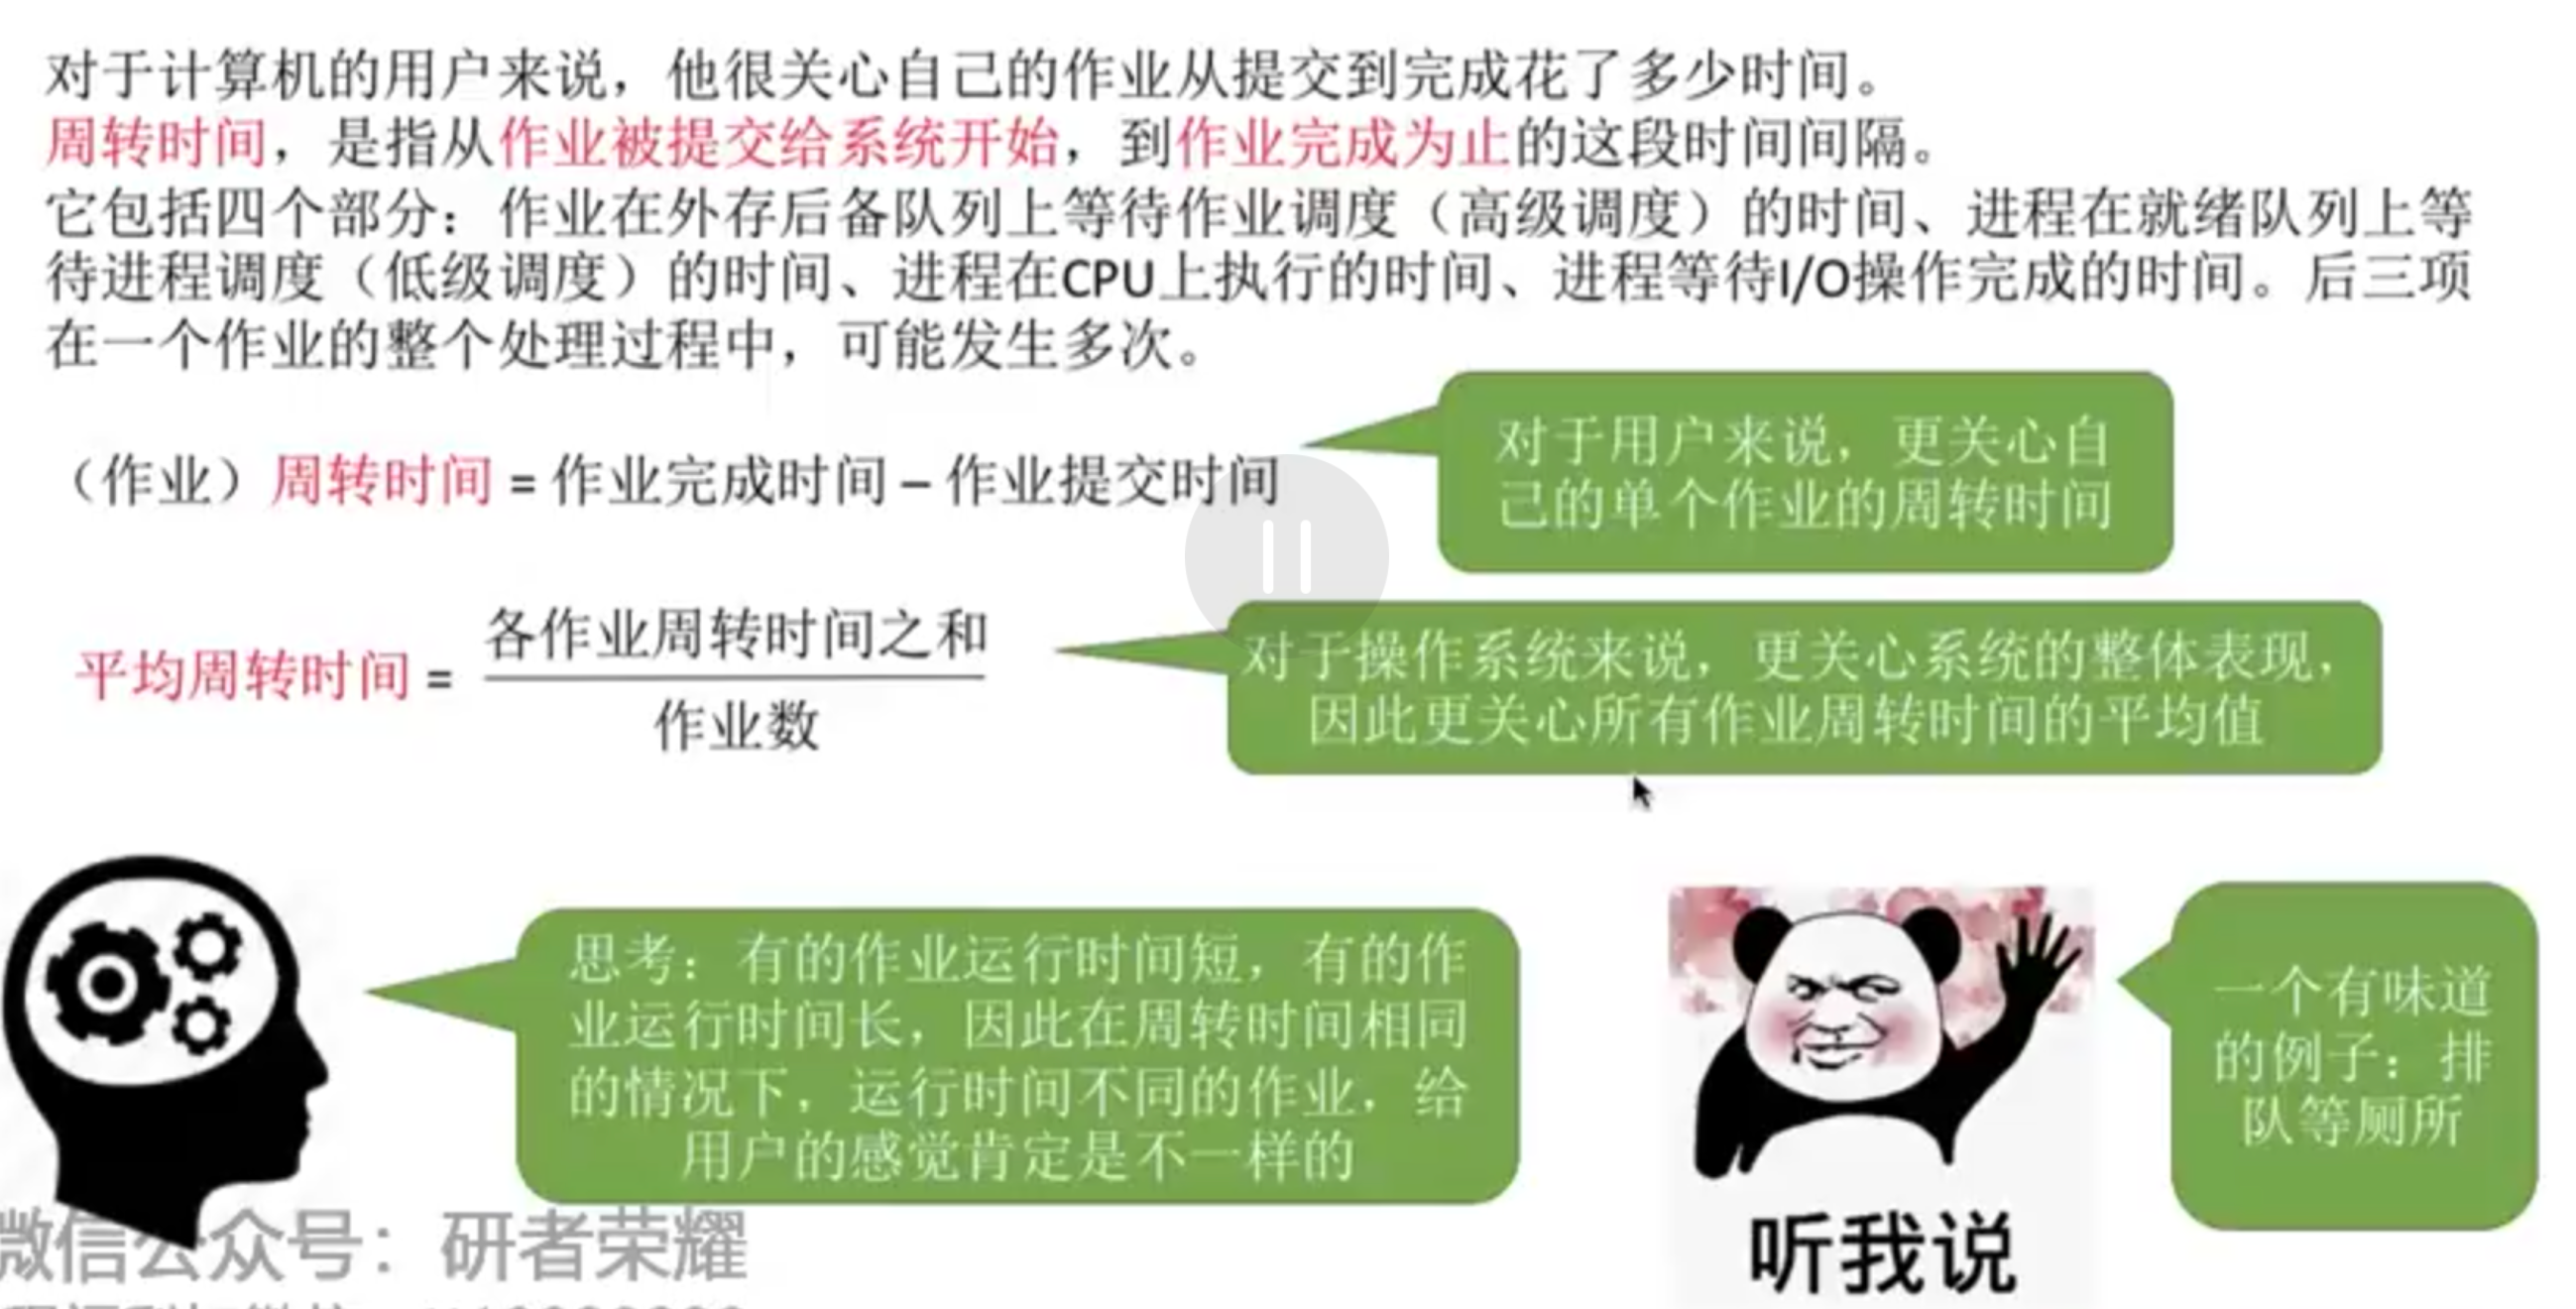 对于计算机的用户来说，他很关心自己的作业从提交到完成花了多少时间。
周转时间，是指从作业被提交给系统开始，到作业完成为止的这段时间间隔。
它包括四个部分：作业在外存后备队列上等待作业调度（高级调度）的时间、进程在就绪队列上等
待进程调度（低级调度）的时间、进程在CPU上执行的时间、进程等待I/O操作完成的时间。后三项
在一个作业的整个处理过程中，可能发生多次。
对于用户来说，更关心自
己的单个作业的周转时间
（作业）周转时间 = 作业完成时间 – 作业提交时间
各作业周转时间之和
平均周转时间 =
作业数
对于操作系统来说，更关心系统的整体表现，
因此更关心所有作业周转时间的平均值
思考：有的作业运行时间短，有的作
业运行时间长，因此在周转时间相同
的情况下，运行时间不同的作业，给
用户的感觉肯定是不一样的
一个有味道
的例子：排
队等厕所
听我说
微信公众号：研者荣耀